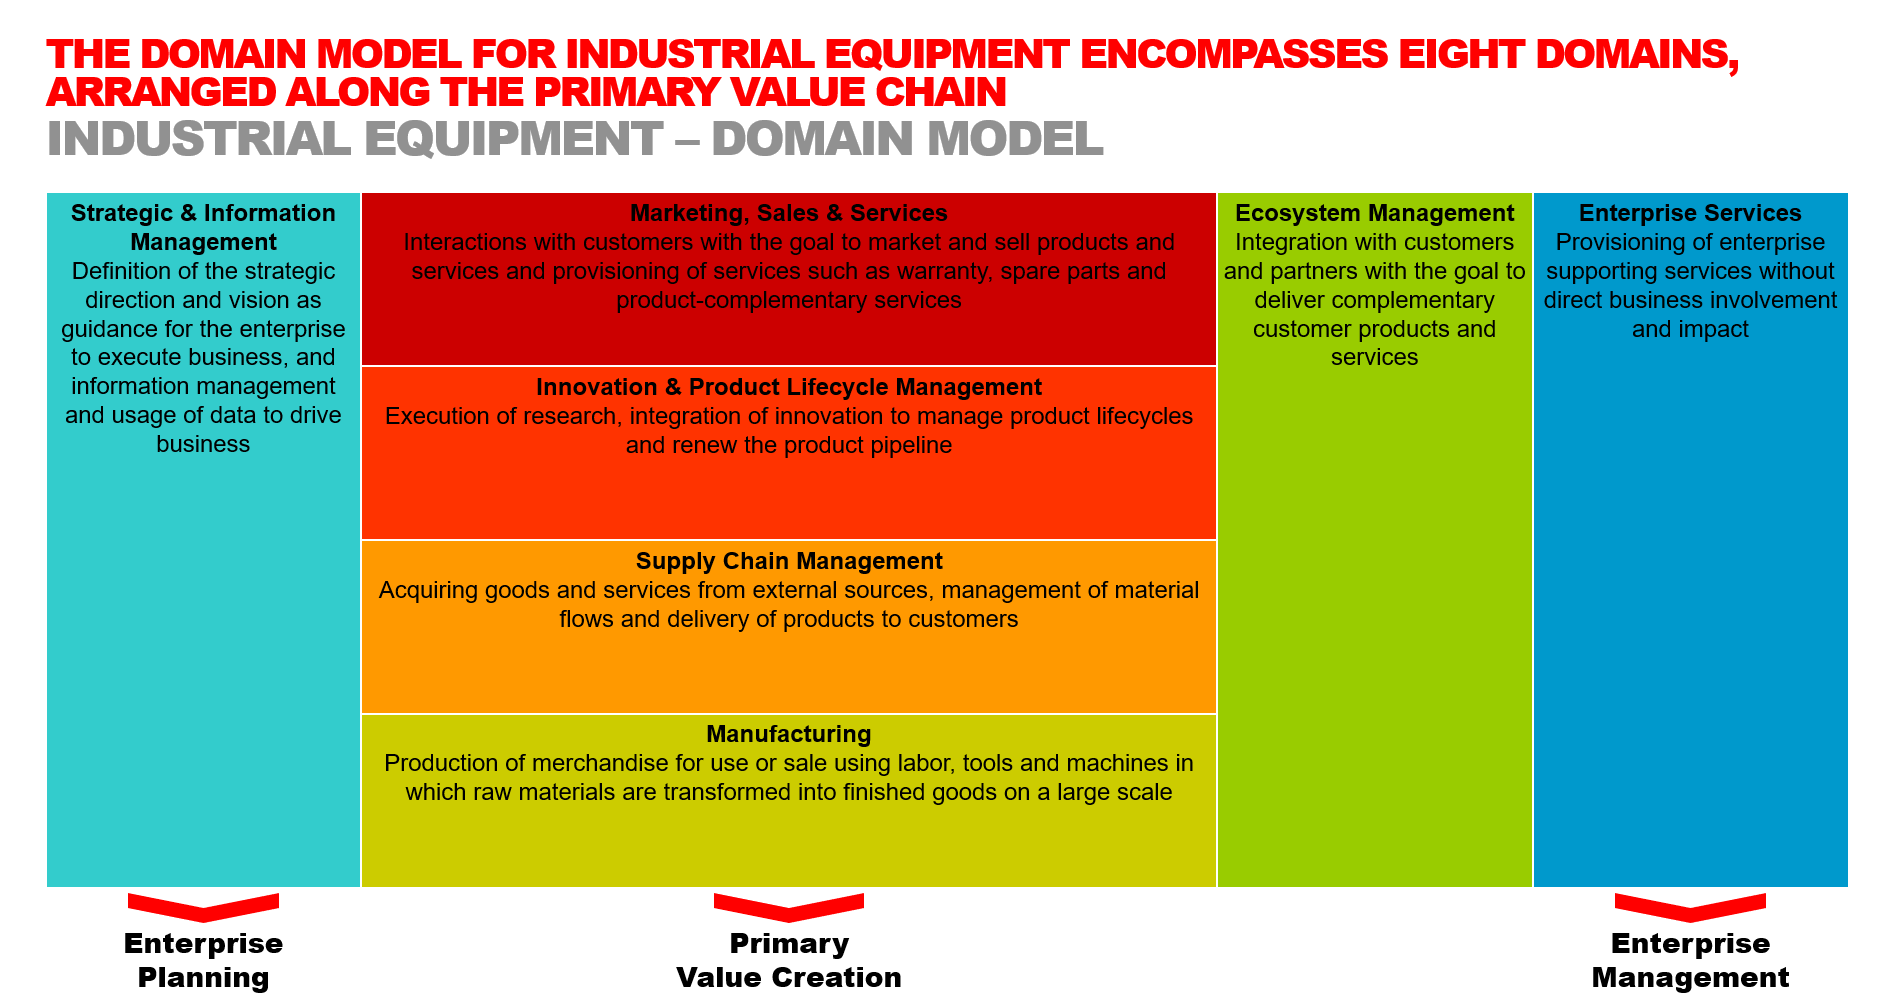 THE DOMAIN MODEL FOR INDUSTRIAL EQUIPMENT ENCOMPASSES EIGHT DOMAINS,
ARRANGED ALONG THE PRIMARY VALUE CHAIN
INDUSTRIAL EQUIPMENT – DOMAIN MODEL
Strategic & Information
Management
Definition of the strategic
direction and vision as
guidance for the enterprise
to execute business, and
information management
and usage of data to drive
business
Marketing, Sales & Services
Interactions with customers with the goal to market and sell products and
services and provisioning of services such as warranty, spare parts and
product-complementary services
Innovation & Product Lifecycle Management
Execution of research, integration of innovation to manage product lifecycles
and renew the product pipeline
Supply Chain Management
Acquiring goods and services from external sources, management of material
flows and delivery of products to customers
Manufacturing
Production of merchandise for use or sale using labor, tools and machines in
which raw materials are transformed into finished goods on a large scale
Ecosystem Management
Integration with customers
and partners with the goal to
deliver complementary
customer products and
services
Enterprise Services
Provisioning of enterprise
supporting services without
direct business involvement
and impact
Enterprise
Planning
Primary
Value Creation
Enterprise
Management